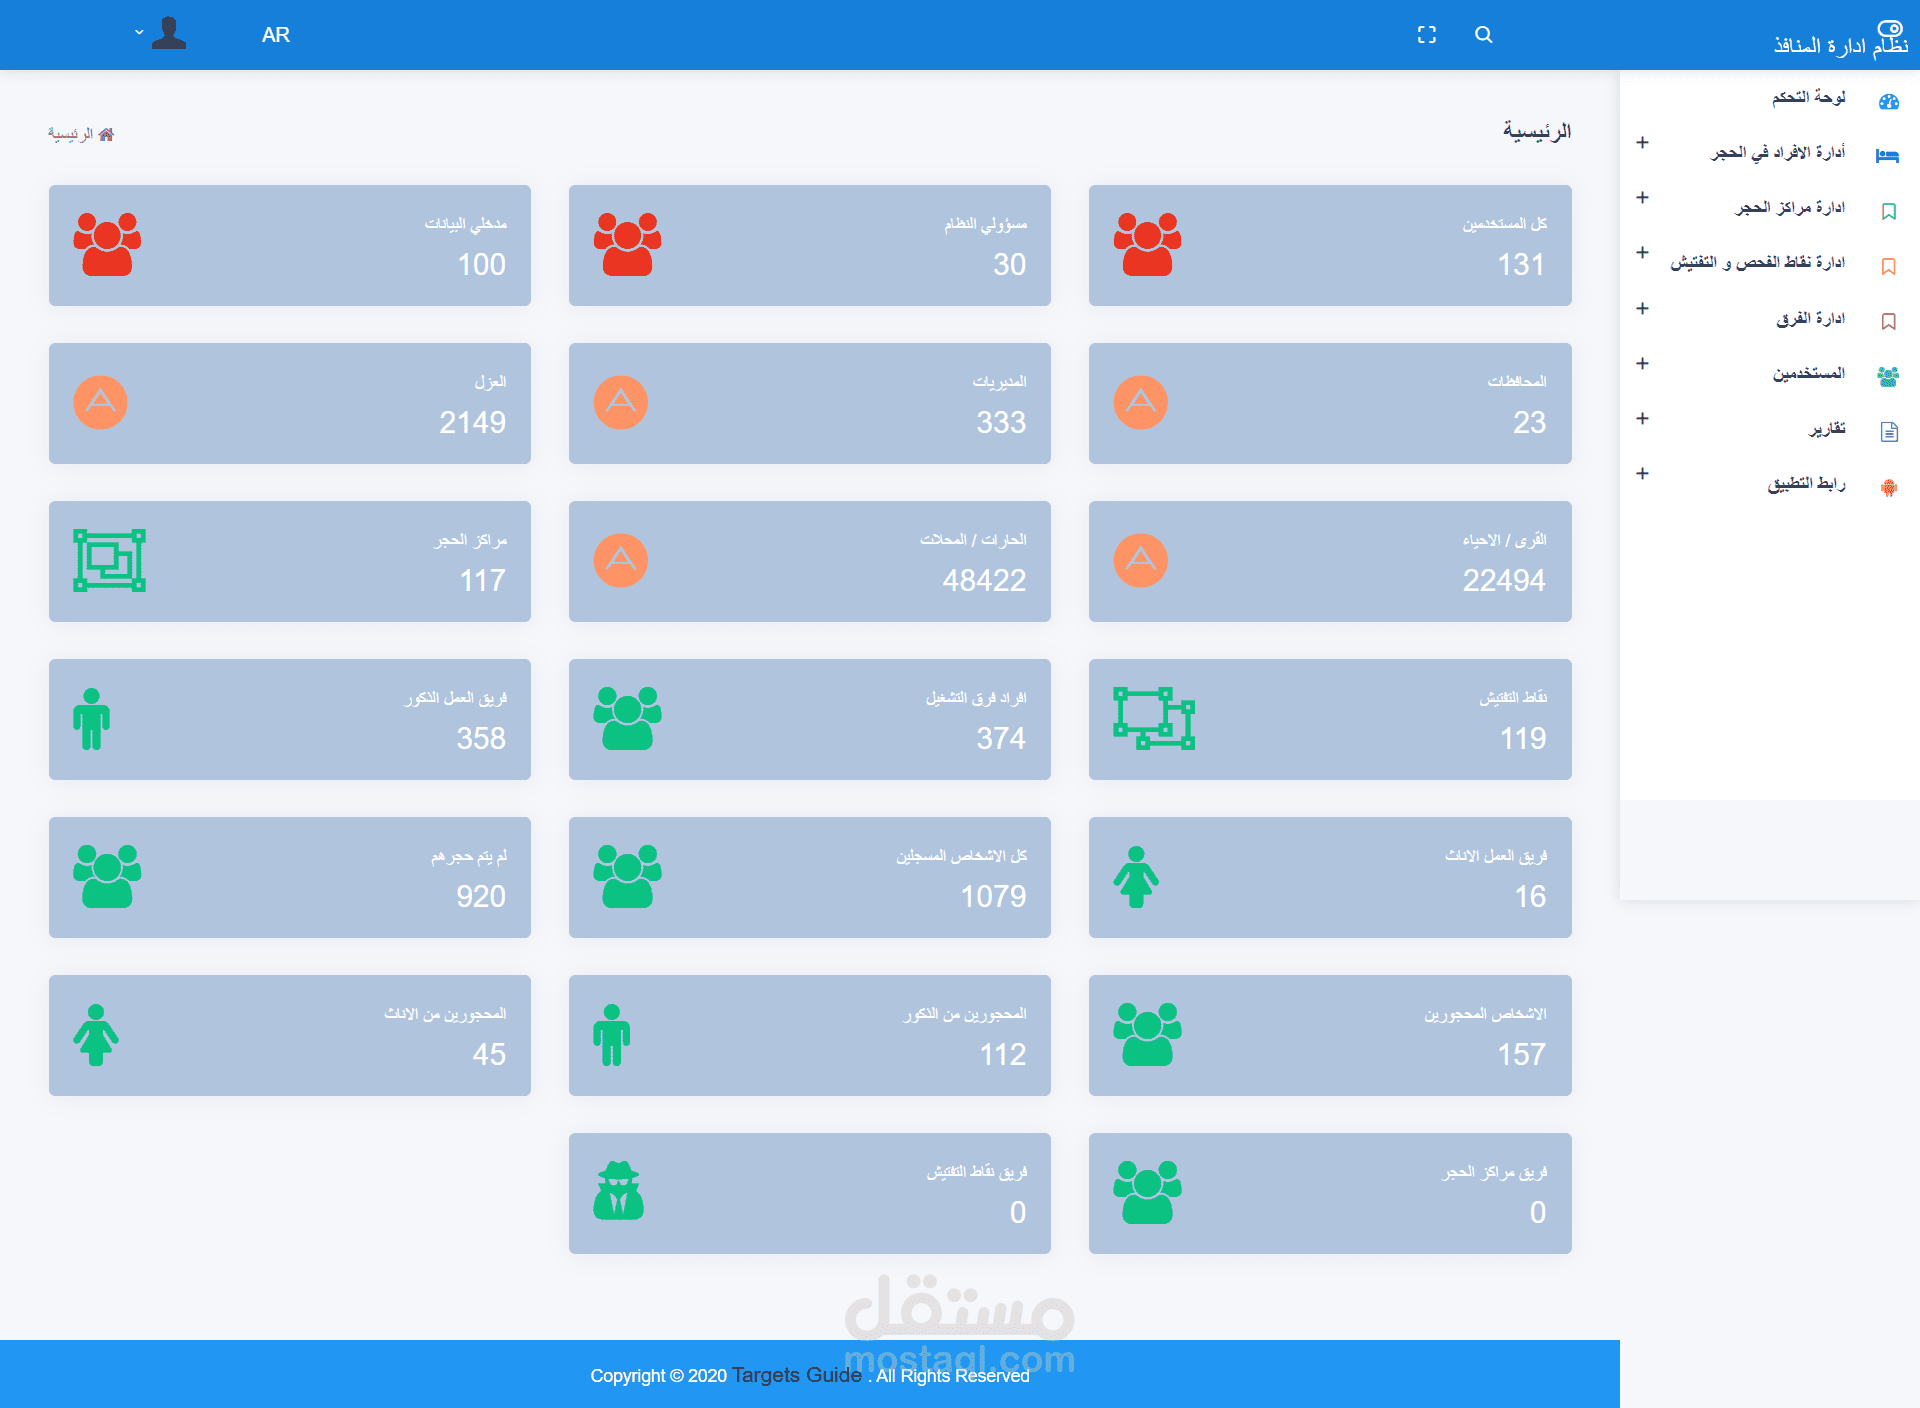 نظام ادارة المنافذ
AR
لوحة التحكم
أدارة الافراد في الحجر
ادارة مراكز الحجر
ادارة نقاط الفحص و التفتيش
ادارة الفرق
المستخدمين
تقارير
رابط التطبيق
الرئيسية
الرئيسية
كل المستخدمين
131
مسؤولي النظام
30
مدخلي البيانات
100
المحافظات
23
المديريات
333
العزل
2149
القرى / الاحياء
22494
الحارات / المحلات
48422
مراكز الحجر
117
نقاط التفتيش
119
افراد فرق التشغيل
374
فريق العمل الذكور
358
فريق العمل الاناث
16
كل الاشخاص المسجلين
1079
لم يتم حجرهم
920
الاشخاص المحجورين
157
المحجورين من الذكور
112
المحجورين من الاناث
45
فريق مراكز الحجر
0
فريق نقاط التفتيش
0
مستقل
mostaql.com
Copyright © 2020 Targets Guide . All Rights Reserved